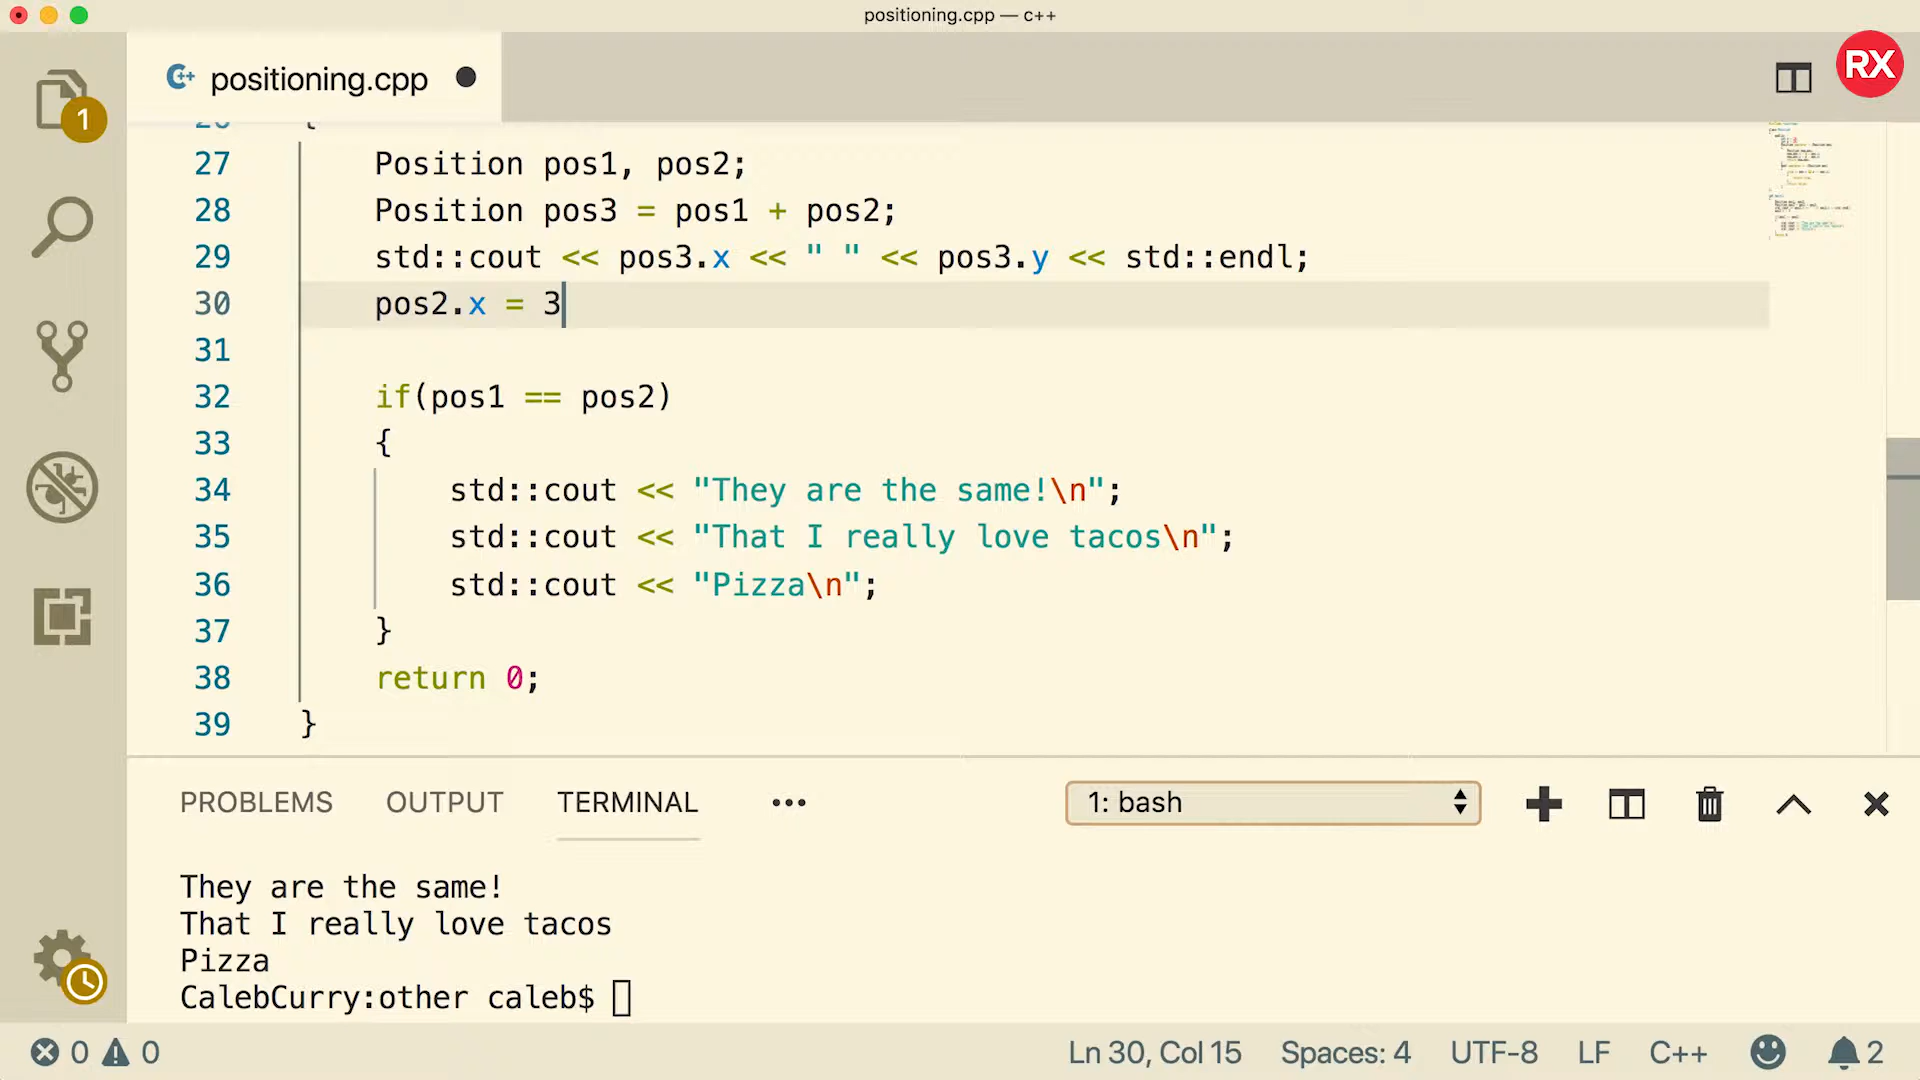 positioning.cpp — c++
positioning.cpp
RX
1
27 Position pos1, pos2;
28 Position pos3 = pos1 + pos2;
29 std::cout << pos3.x << " " << pos3.y << std::endl;
30 pos2.x = 3
31
32 if(pos1 == pos2)
33 {
34 std::cout << "They are the same!\n";
35 std::cout << "That I really love tacos\n";
36 std::cout << "Pizza\n";
37 }
38 return 0;
39 }
PROBLEMS OUTPUT TERMINAL ••• 1: bash
They are the same!
That I really love tacos
Pizza
CalebCurry:other caleb$
0 0 Ln 30, Col 15 Spaces: 4 UTF-8 LF C++ 2